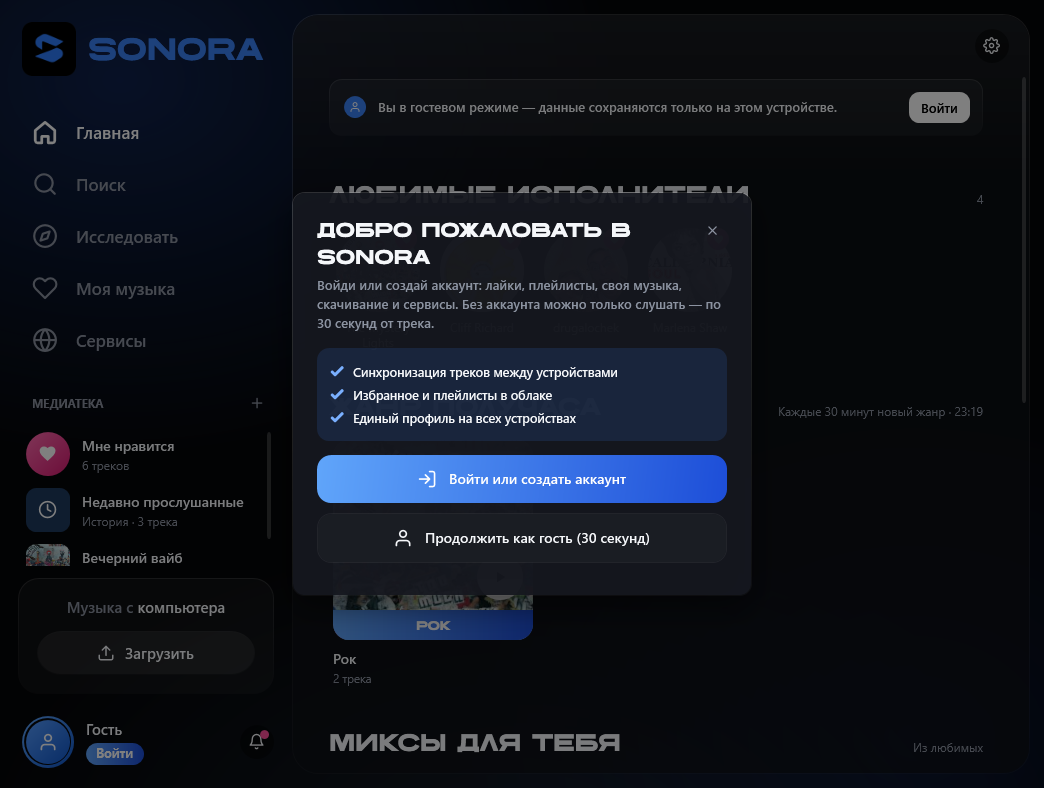 SONORA
Главная
Поиск
Исследовать
Моя музыка
Сервисы
МЕДИАТЕКА
Мне нравится
6 треков
Недавно прослушанные
История · 3 трека
Вечерний вайб
Музыка с компьютера
Загрузить
Гость
Войти
Вы в гостевом режиме — данные сохраняются только на этом устройстве.
Войти
ЛЮБИМЫЕ ИСПОЛНИТЕЛИ
4
ДОБРО ПОЖАЛОВАТЬ В
SONORA
Войди или создай аккаунт: лайки, плейлисты, своя музыка,
скачивание и сервисы. Без аккаунта можно только слушать — по
30 секунд от трека.
Синхронизация треков между устройствами
Избранное и плейлисты в облаке
Единый профиль на всех устройствах
Войти или создать аккаунт
Продолжить как гость (30 секунд)
Каждые 30 минут новый жанр · 23:19
РОК
Рок
2 трека
МИКСЫ ДЛЯ ТЕБЯ
Из любимых